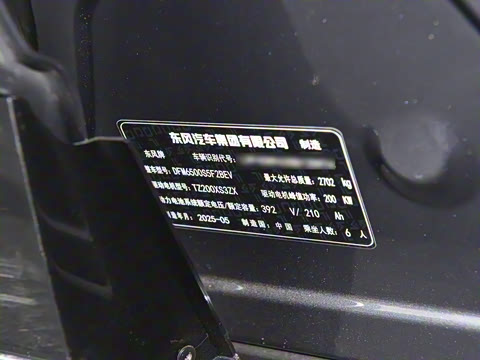 东风汽车集团有限公司 制造
东风牌 车辆识别代号:
整车型号: DFM6500S5F2BEV 最大允许总质量: 2702 kg
驱动电机型号: TZ200XS3ZX 驱动电机峰值功率: 200 KW
动力电池系统额定电压/额定容量: 392 V/ 210 Ah
制造年月: 2025-05 制造国: 中国 乘坐人数: 6 人